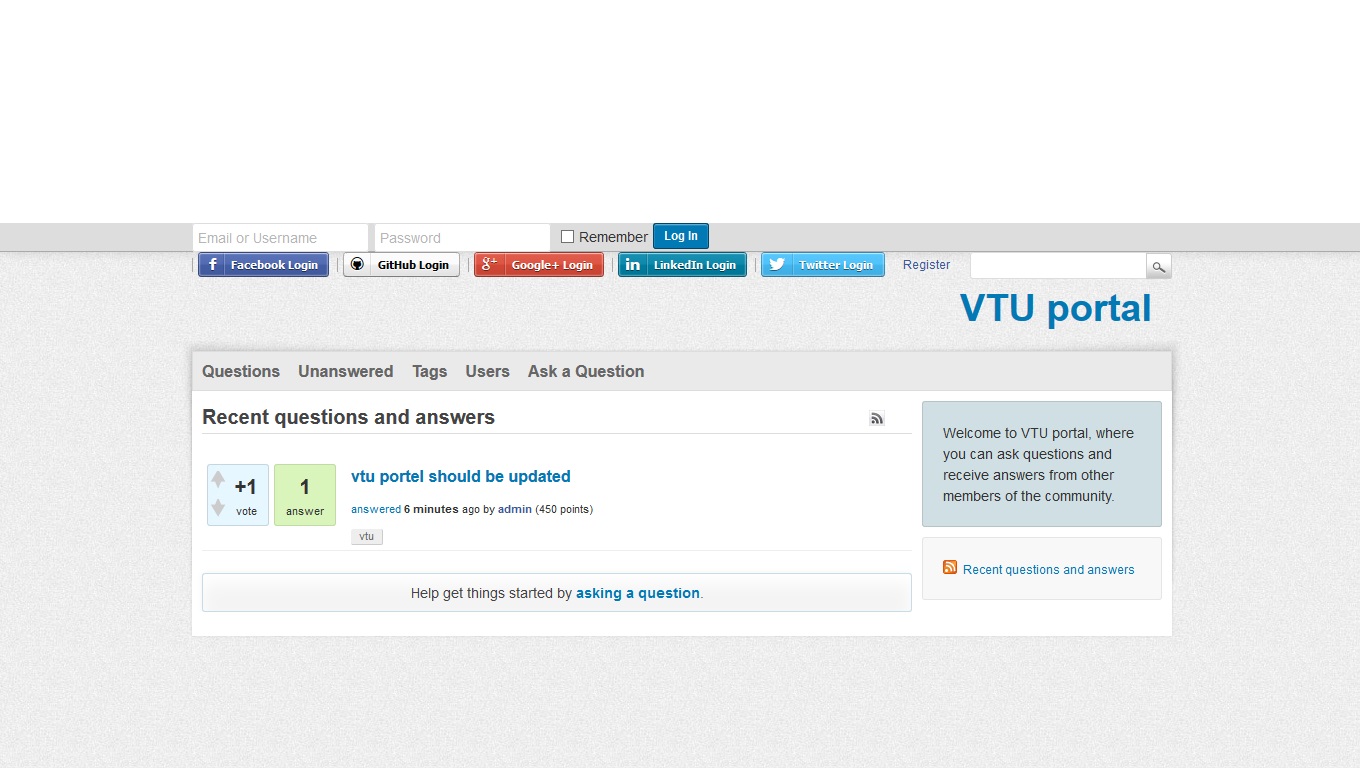 Email or Username Password Remember Log In
Facebook Login GitHub Login Google+ Login LinkedIn Login Twitter Login Register
VTU portal
Questions Unanswered Tags Users Ask a Question
Recent questions and answers
+1
vote
1
answer
vtu portel should be updated
answered 6 minutes ago by admin (450 points)
vtu
Help get things started by asking a question.
Welcome to VTU portal, where
you can ask questions and
receive answers from other
members of the community.
Recent questions and answers